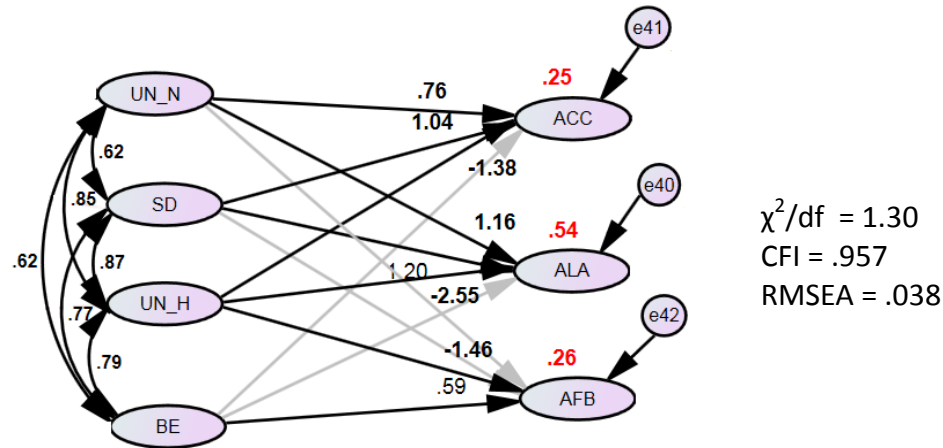 e41
.25
UN_N
.76
ACC
1.04
.62
-1.38
e40
.85
SD
1.16
.54
χ²/df = 1.30
.62
.87
1.20
ALA
CFI = .957
UN_H
-2.55
RMSEA = .038
.77
e42
.79
-1.46
.26
.59
AFB
BE